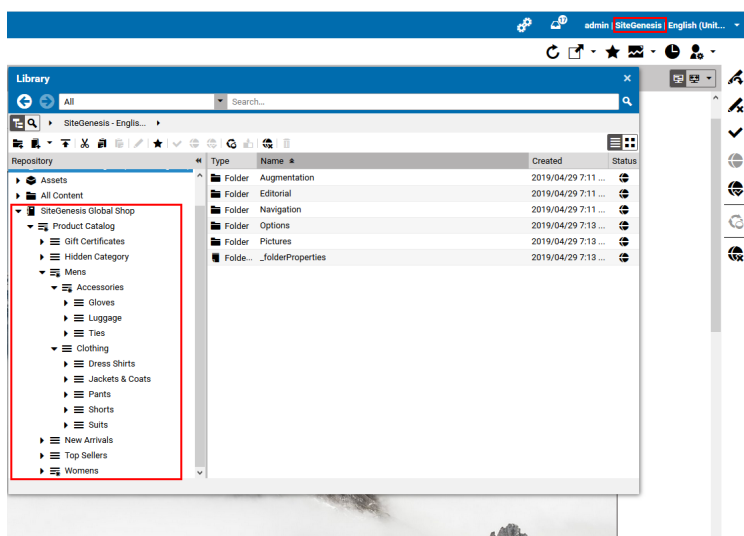 17
admin | SiteGenesis | English (Unit...
Library
All
Search...
SiteGenesis - Englis...
Repository
Type Name Created Status
Assets
All Content
SiteGenesis Global Shop
Product Catalog
Gift Certificates
Hidden Category
Mens
Accessories
Gloves
Luggage
Ties
Clothing
Dress Shirts
Jackets & Coats
Pants
Shorts
Suits
New Arrivals
Top Sellers
Womens
Folder Augmentation 2019/04/29 7:11 ...
Folder Editorial 2019/04/29 7:11 ...
Folder Navigation 2019/04/29 7:11 ...
Folder Options 2019/04/29 7:13 ...
Folder Pictures 2019/04/29 7:13 ...
Folde... _folderProperties 2019/04/29 7:13 ...